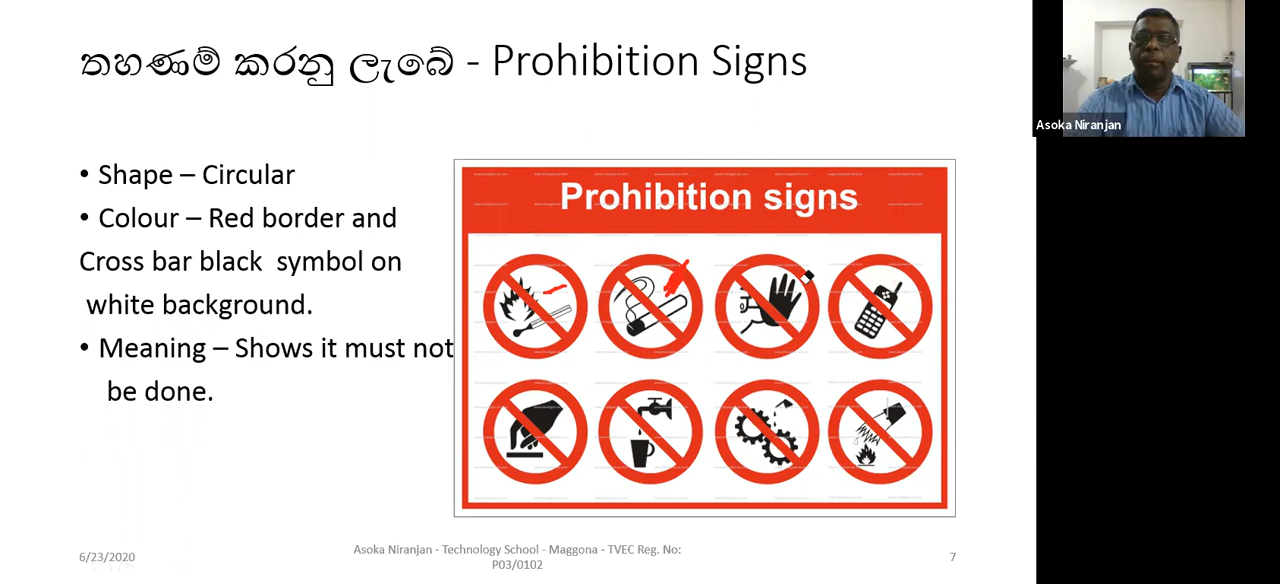 තහණම් කරනු ලැබේ - Prohibition Signs
Asoka Niranjan
• Shape – Circular
• Colour – Red border and
Cross bar black symbol on
white background.
• Meaning – Shows it must not
be done.
Prohibition signs
6/23/2020
Asoka Niranjan - Technology School - Maggona - TVEC Reg. No:
P03/0102
7